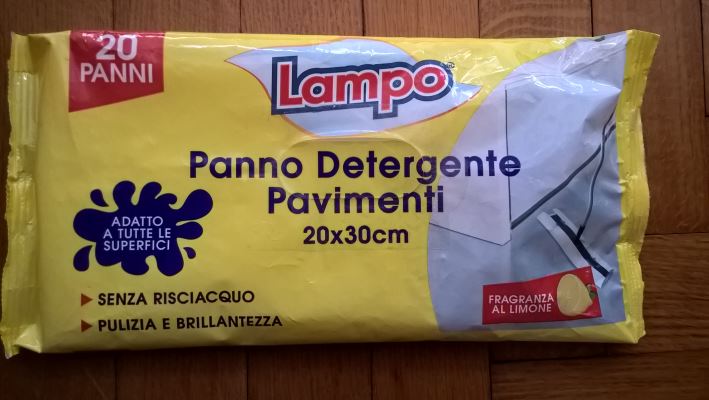 20
PANNI
Lampo
Panno Detergente
Pavimenti
20x30cm
ADATTO
A TUTTE LE
SUPERFICI
SENZA RISCIACQUO
PULIZIA E BRILLANTEZZA
FRAGRANZA
AL LIMONE